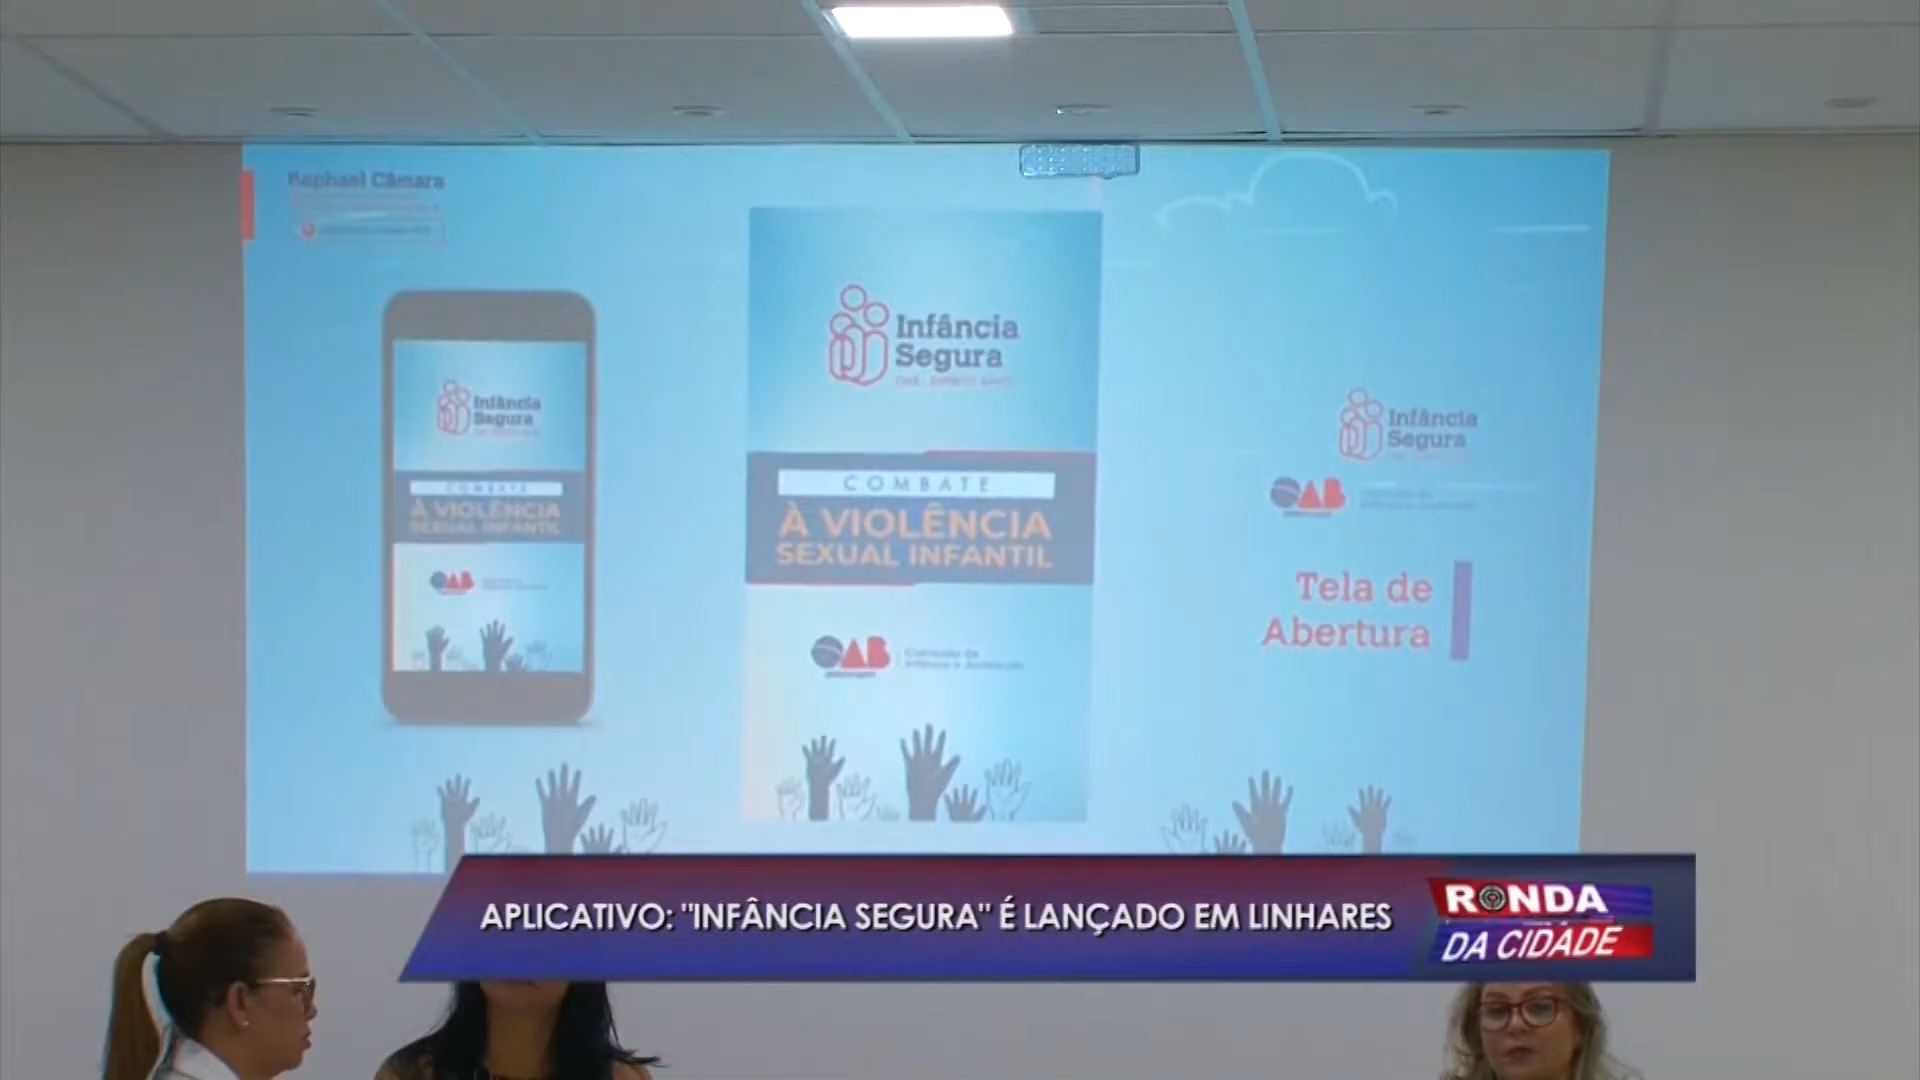 Raphael Câmara
Infância
Segura
COMBATE
À VIOLÊNCIA
SEXUAL INFANTIL
OAB
Infância
Segura
COMBATE
À VIOLÊNCIA
SEXUAL INFANTIL
OAB
Infância
Segura
OAB
Tela de
Abertura
APLICATIVO: "INFÂNCIA SEGURA" É LANÇADO EM LINHARES
RONDA
DA CIDADE